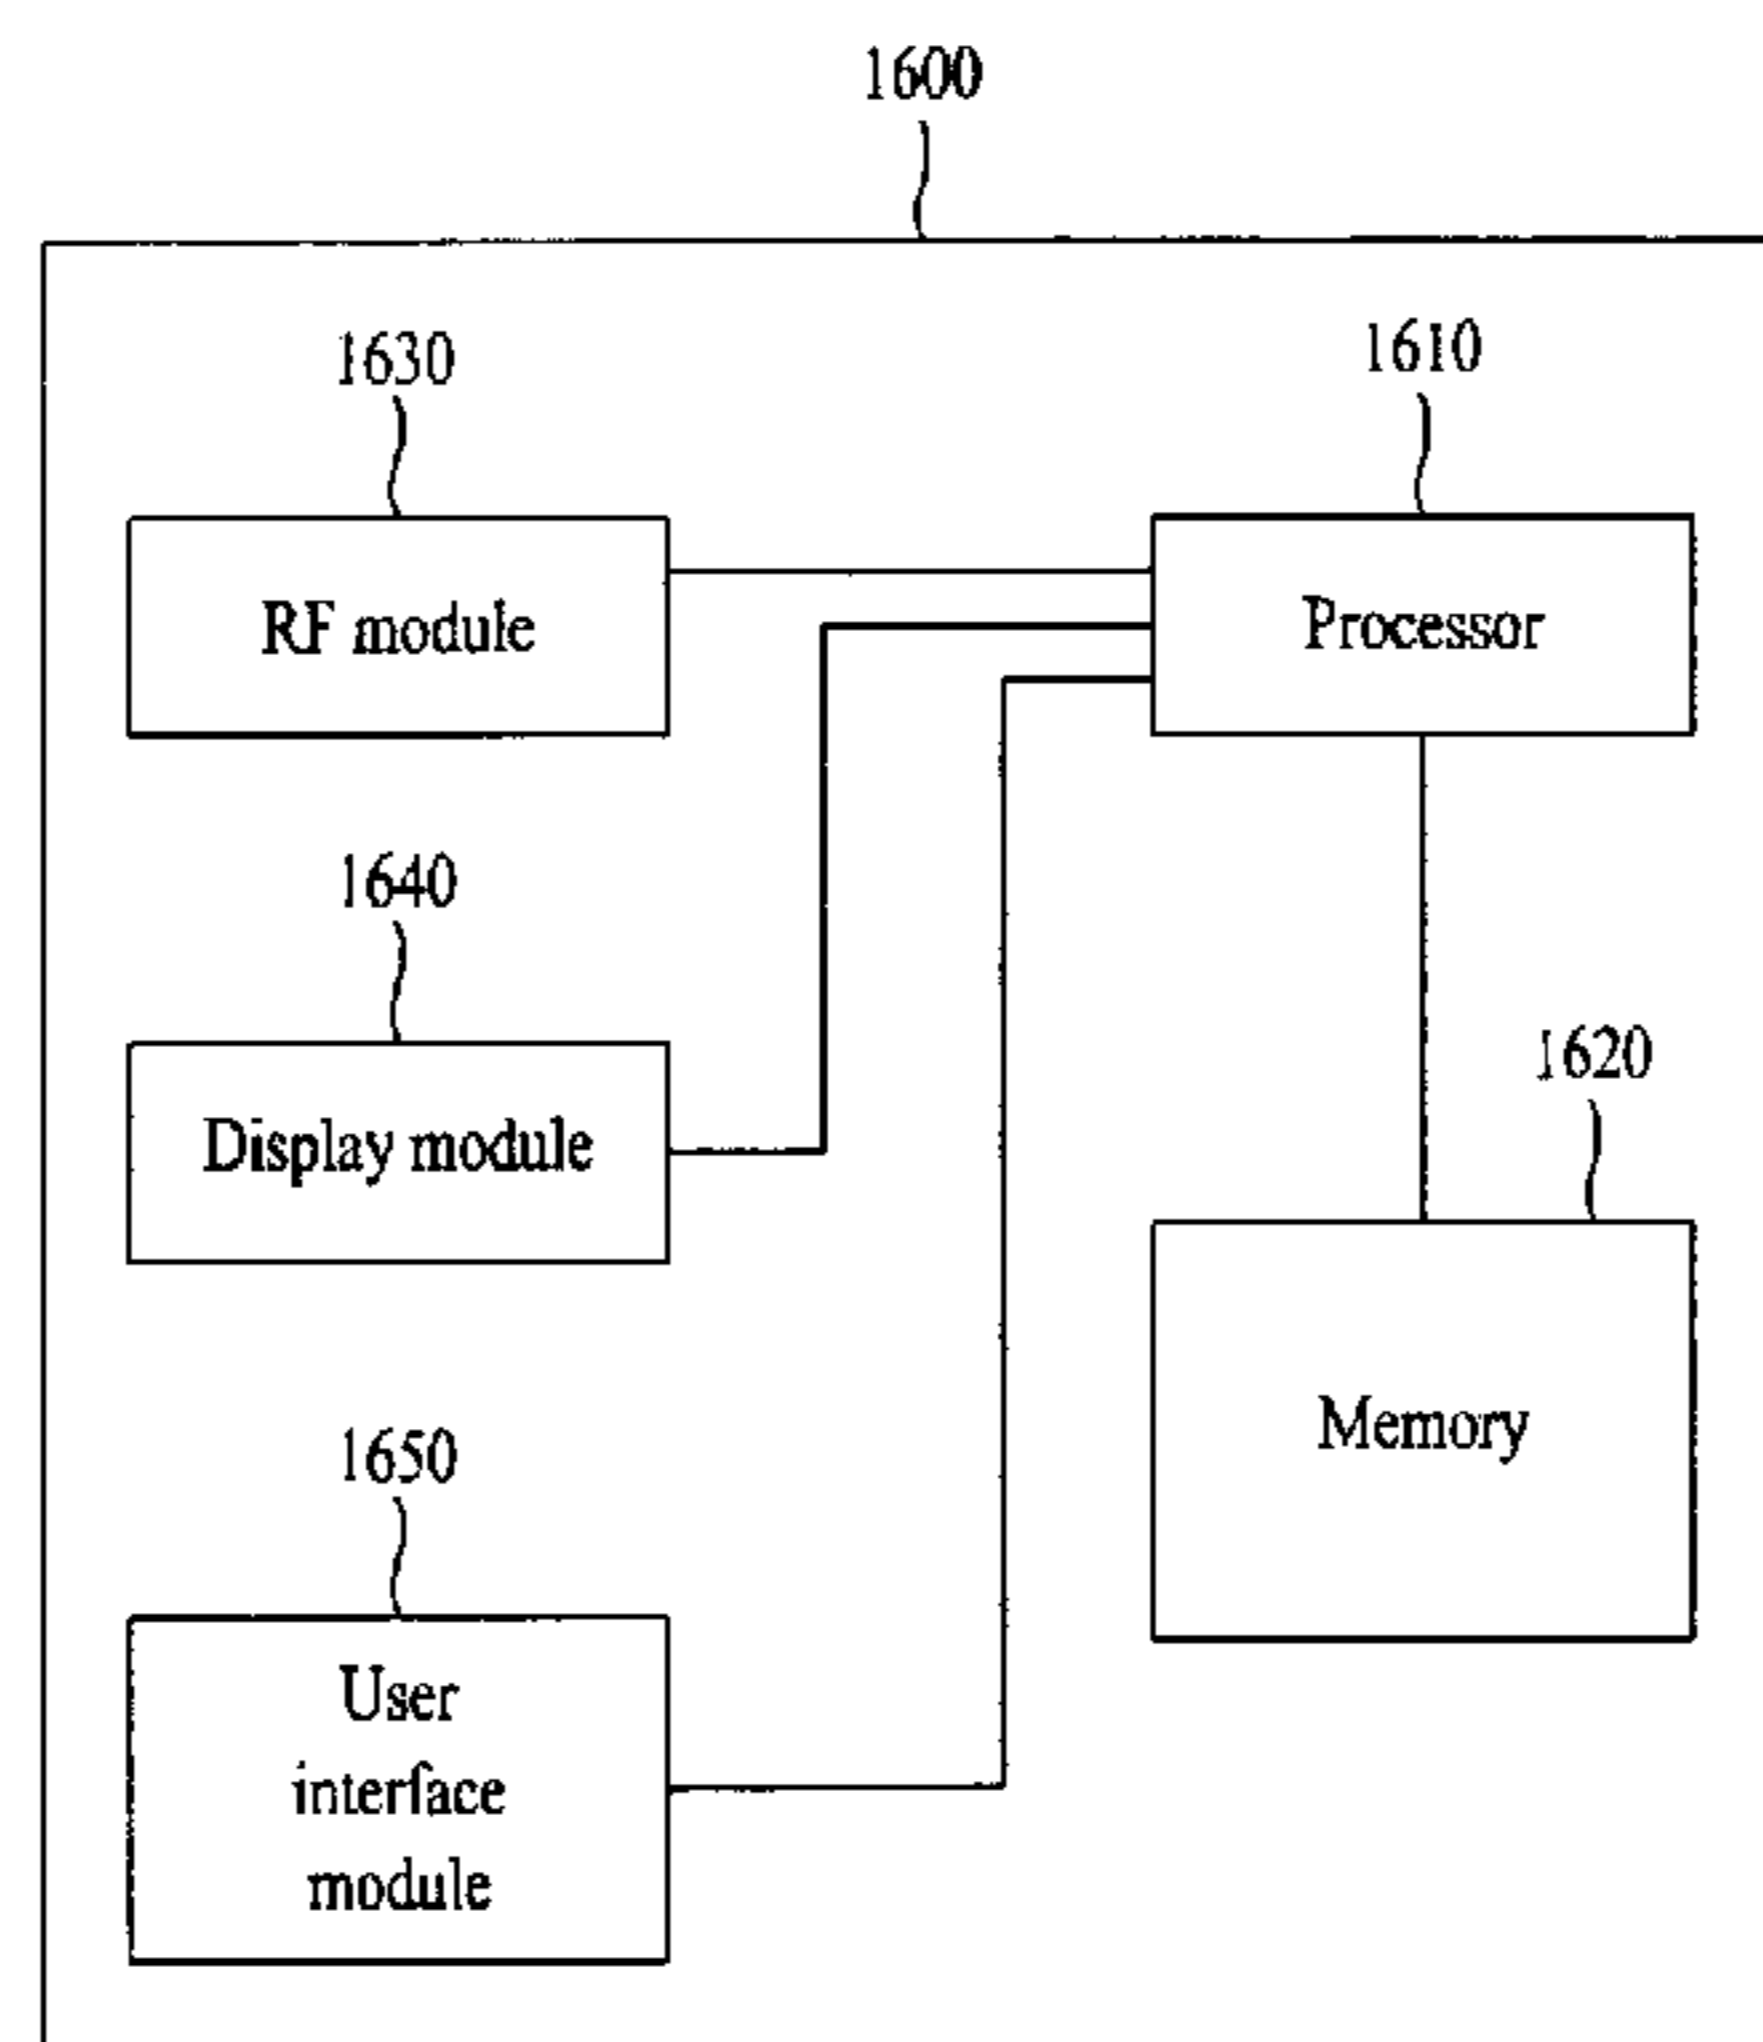 1600
1630
1610
RF module
Processor
1640
1620
Display module
Memory
1650
User
interface
module